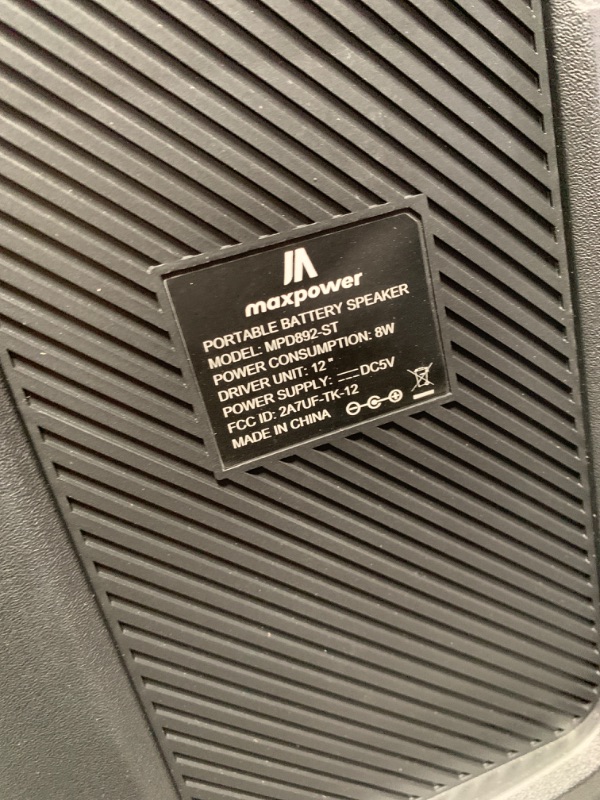 maxpower
PORTABLE BATTERY SPEAKER
MODEL: MPD892-ST
POWER CONSUMPTION: 8W
DRIVER UNIT: 12 "
POWER SUPPLY: ⎓DC5V
FCC ID: 2A7UF-TK-12
MADE IN CHINA